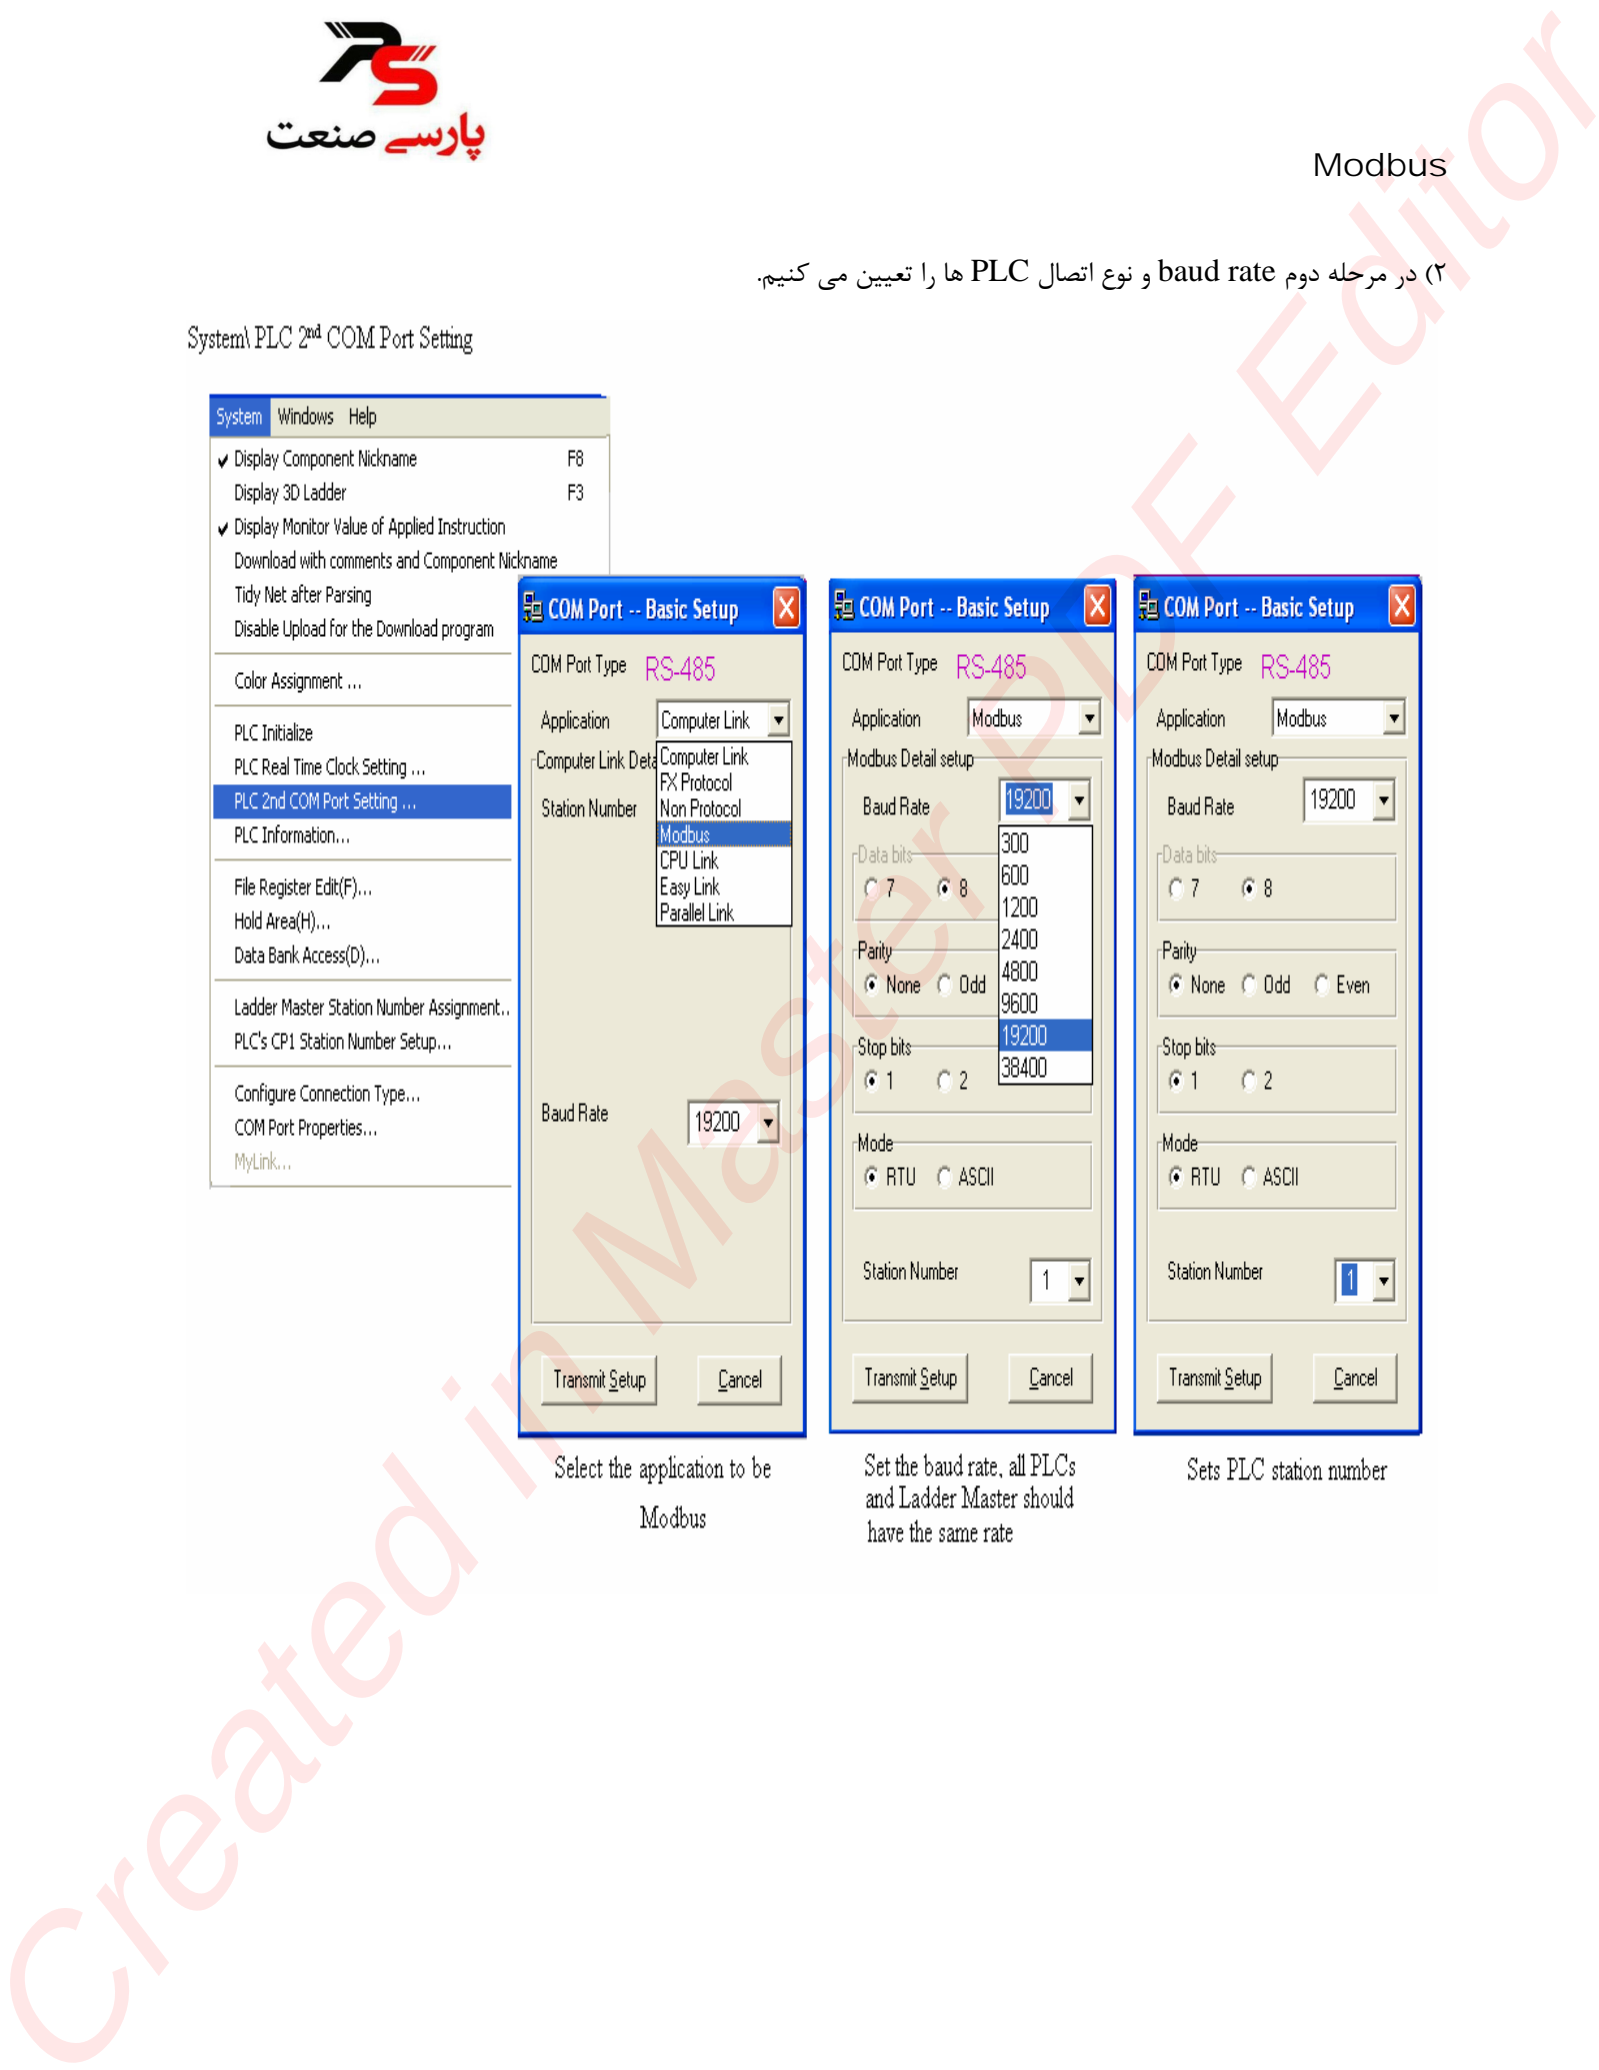 پارسی صنعت
Modbus
۲) در مرحله دوم baud rate و نوع اتصال PLC ها را تعیین می کنیم.
System\ PLC 2nd COM Port Setting
System Windows Help
Display Component Nickname F8
Display 3D Ladder F3
Display Monitor Value of Applied Instruction
Download with comments and Component Nickname
Tidy Net after Parsing
Disable Upload for the Download program
Color Assignment ...
PLC Initialize
PLC Real Time Clock Setting ...
PLC 2nd COM Port Setting ...
PLC Information...
File Register Edit(F)...
Hold Area(H)...
Data Bank Access(D)...
Ladder Master Station Number Assignment..
PLC's CP1 Station Number Setup...
Configure Connection Type...
COM Port Properties...
MyLink...
COM Port -- Basic Setup
COM Port Type RS-485
Application Computer Link
Computer Link Deta
Computer Link
FX Protocol
Non Protocol
Modbus
CPU Link
Easy Link
Parallel Link
Station Number
Baud Rate 19200
Transmit Setup Cancel
Select the application to be
Modbus
COM Port -- Basic Setup
COM Port Type RS-485
Application Modbus
Modbus Detail setup
Baud Rate 19200
300
600
1200
2400
4800
9600
19200
38400
Data bits
7 8
Parity
None Odd
Stop bits
1 2
Mode
RTU ASCII
Station Number 1
Transmit Setup Cancel
Set the baud rate, all PLCs
and Ladder Master should
have the same rate
COM Port -- Basic Setup
COM Port Type RS-485
Application Modbus
Modbus Detail setup
Baud Rate 19200
Data bits
7 8
Parity
None Odd Even
Stop bits
1 2
Mode
RTU ASCII
Station Number 1
Transmit Setup Cancel
Sets PLC station number
Created in Master PDF Editor